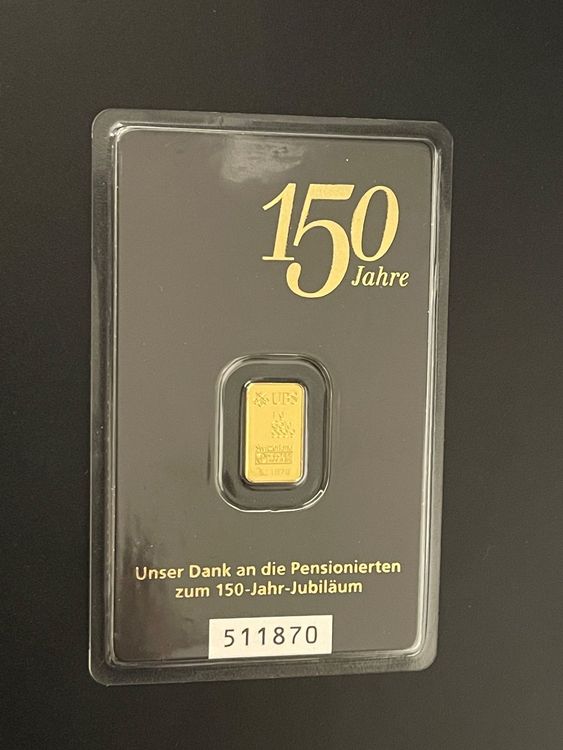 150
Jahre
UBS
Unser Dank an die Pensionierten
zum 150-Jahr-Jubiläum
511870